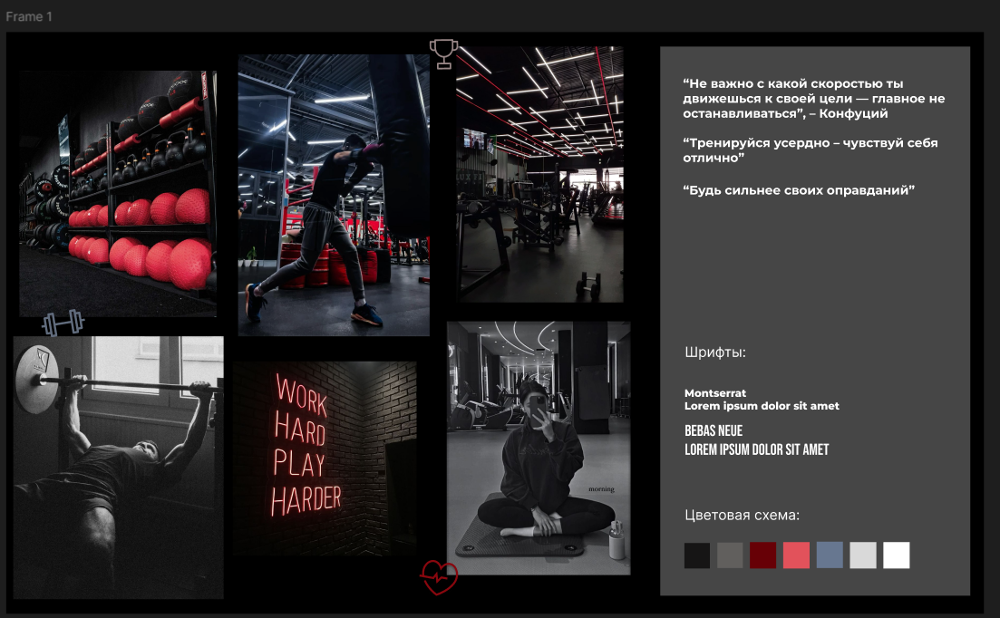 Frame 1
“Не важно с какой скоростью ты
движешься к своей цели — главное не
останавливаться”, – Конфуций
“Тренируйся усердно – чувствуй себя
отлично”
“Будь сильнее своих оправданий”
WORK
HARD
PLAY
HARDER
morning
Шрифты:
Montserrat
Lorem ipsum dolor sit amet
BEBAS NEUE
LOREM IPSUM DOLOR SIT AMET
Цветовая схема: